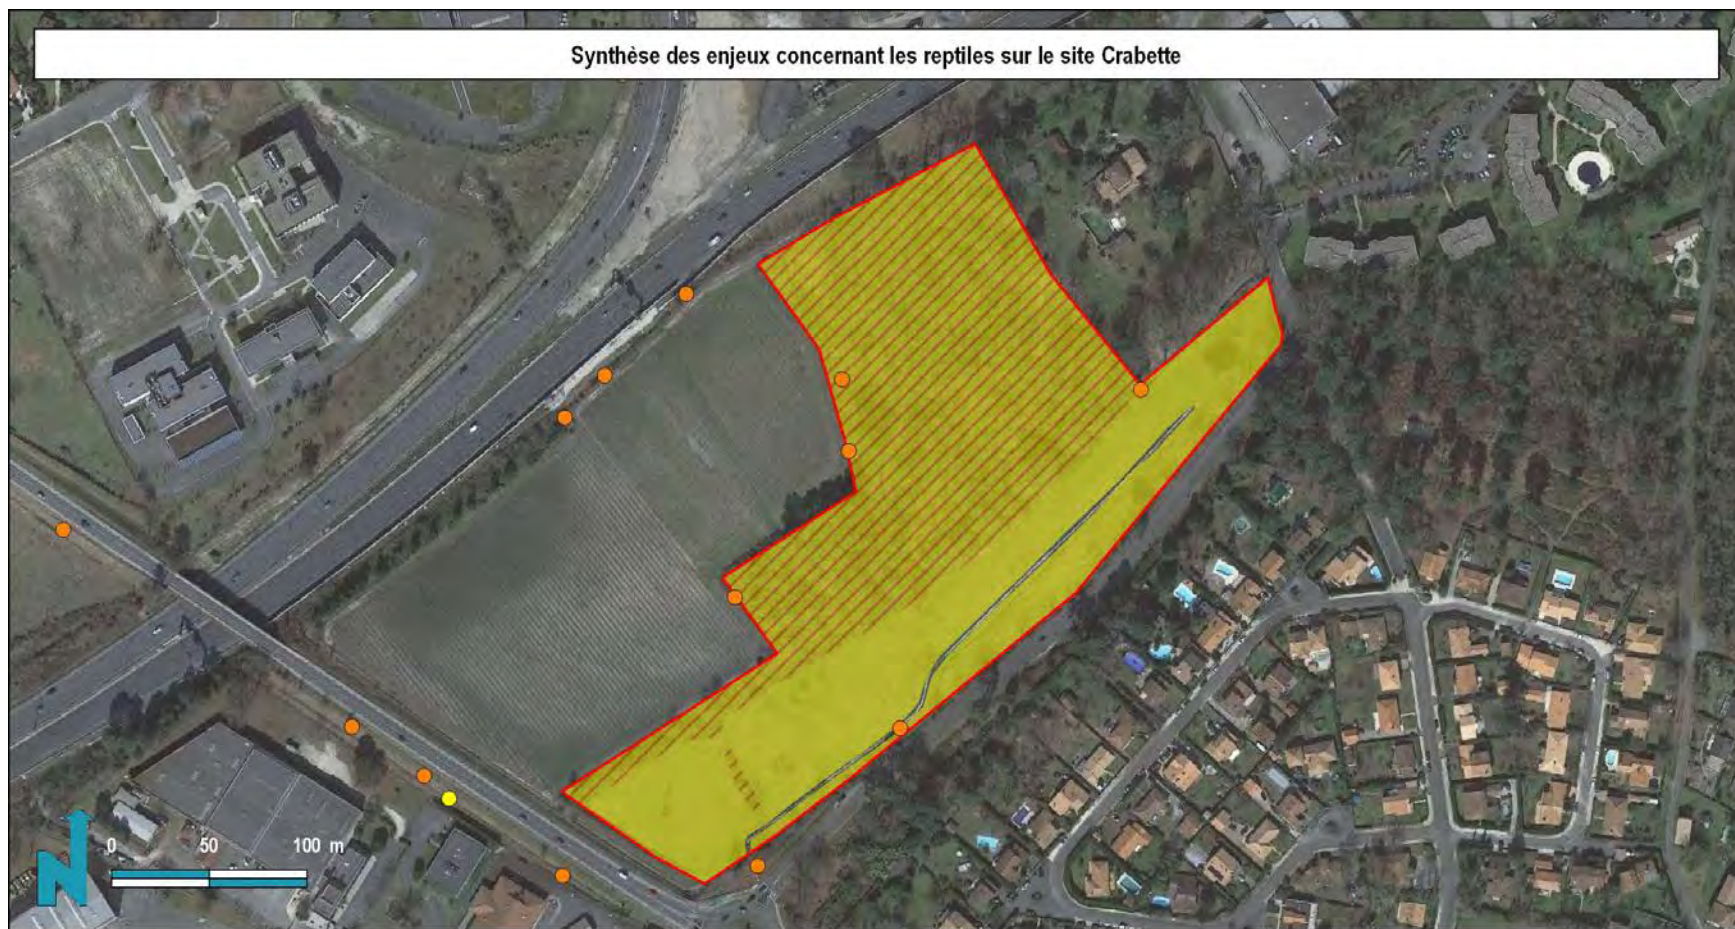 Synthèse des enjeux concernant les reptiles sur le site Crabette
N
0 50 100 m